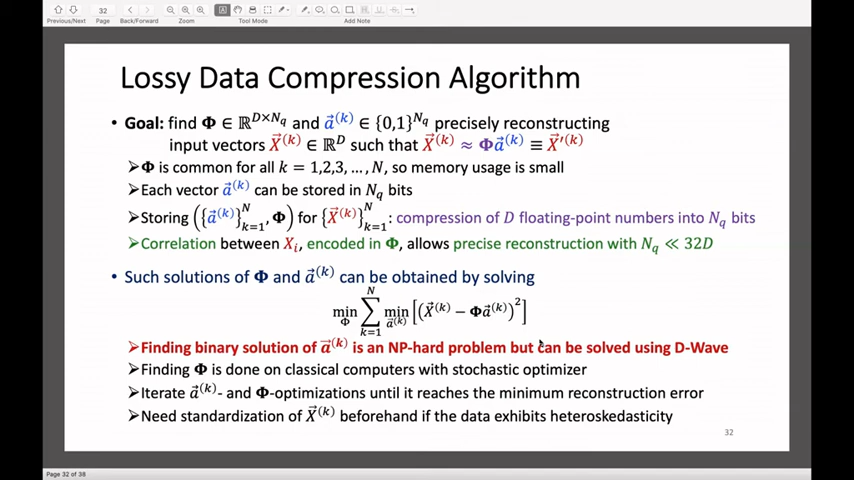 32
Previous/Next
Page
Back/Forward
Zoom
Tool Mode
Add Note
Lossy Data Compression Algorithm
• Goal: find Φ ∈ ℝ^{D×N_q} and a⃗^{(k)} ∈ {0,1}^{N_q} precisely reconstructing
input vectors X⃗^{(k)} ∈ ℝ^D such that X⃗^{(k)} ≈ Φa⃗^{(k)} ≡ X⃗′^{(k)}
➢Φ is common for all k = 1,2,3, …, N, so memory usage is small
➢Each vector a⃗^{(k)} can be stored in N_q bits
➢Storing ({a⃗^{(k)}}_{k=1}^{N}, Φ) for {X⃗^{(k)}}_{k=1}^{N}: compression of D floating-point numbers into N_q bits
➢Correlation between X_i, encoded in Φ, allows precise reconstruction with N_q ≪ 32D
• Such solutions of Φ and a⃗^{(k)} can be obtained by solving
min_Φ ∑_{k=1}^{N} min_{a⃗^{(k)}} [(X⃗^{(k)} − Φa⃗^{(k)})^2]
➢Finding binary solution of a⃗^{(k)} is an NP-hard problem but can be solved using D-Wave
➢Finding Φ is done on classical computers with stochastic optimizer
➢Iterate a⃗^{(k)}- and Φ-optimizations until it reaches the minimum reconstruction error
➢Need standardization of X⃗^{(k)} beforehand if the data exhibits heteroskedasticity
32
Page 32 of 38